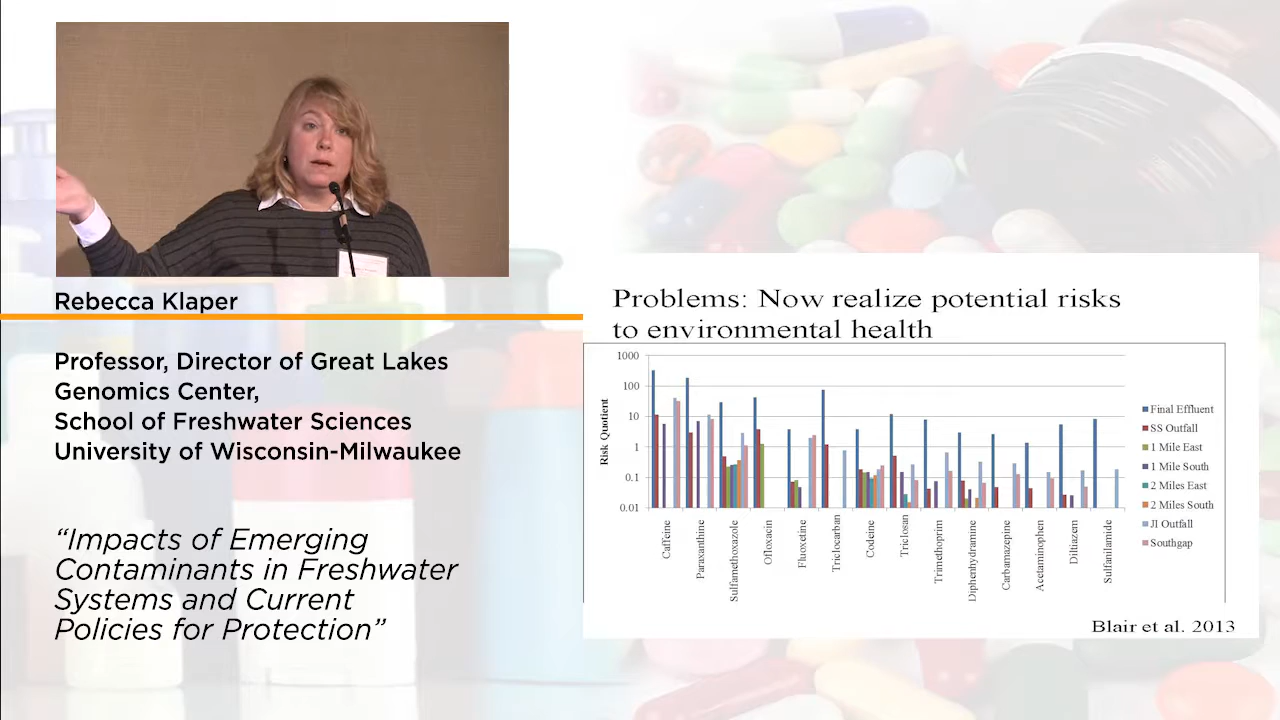 Rebecca Klaper
Professor, Director of Great Lakes
Genomics Center,
School of Freshwater Sciences
University of Wisconsin-Milwaukee
“Impacts of Emerging
Contaminants in Freshwater
Systems and Current
Policies for Protection”
Problems: Now realize potential risks
to environmental health
Risk Quotient
1000
100
10
1
0.1
0.01
Caffeine
Paraxanthine
Sulfamethoxazole
Ofloxacin
Fluoxetine
Triclocarban
Codeine
Triclosan
Trimethoprim
Diphenhydramine
Carbamazepine
Acetaminophen
Diltiazem
Sulfanilamide
Final Effluent
SS Outfall
1 Mile East
1 Mile South
2 Miles East
2 Miles South
JI Outfall
Southgap
Blair et al. 2013